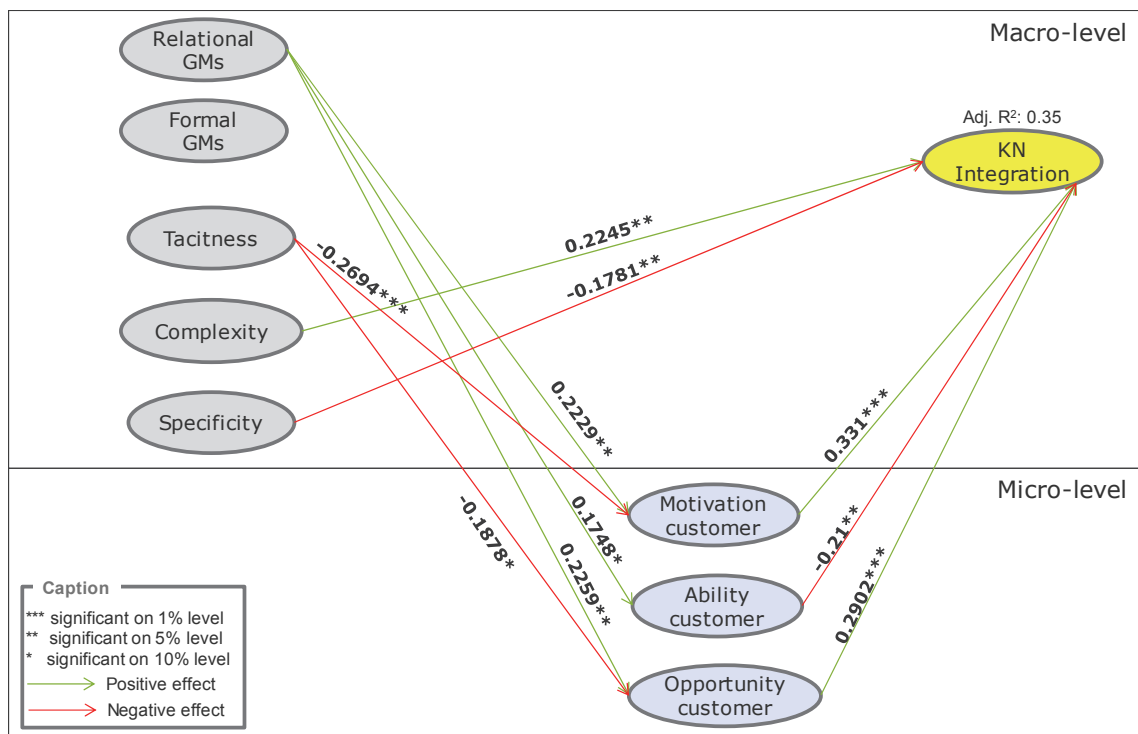 Relational
GMs
Macro-level
Formal
GMs
Adj. R²: 0.35
KN
Integration
Tacitness
-0.2694***
0.2245**
-0.1781**
Complexity
Specificity
0.2229**
0.331***
Micro-level
Motivation
customer
-0.1878*
0.1748*
0.2259**
-0.21**
0.2902***
Ability
customer
Opportunity
customer
Caption
*** significant on 1% level
** significant on 5% level
* significant on 10% level
Positive effect
Negative effect